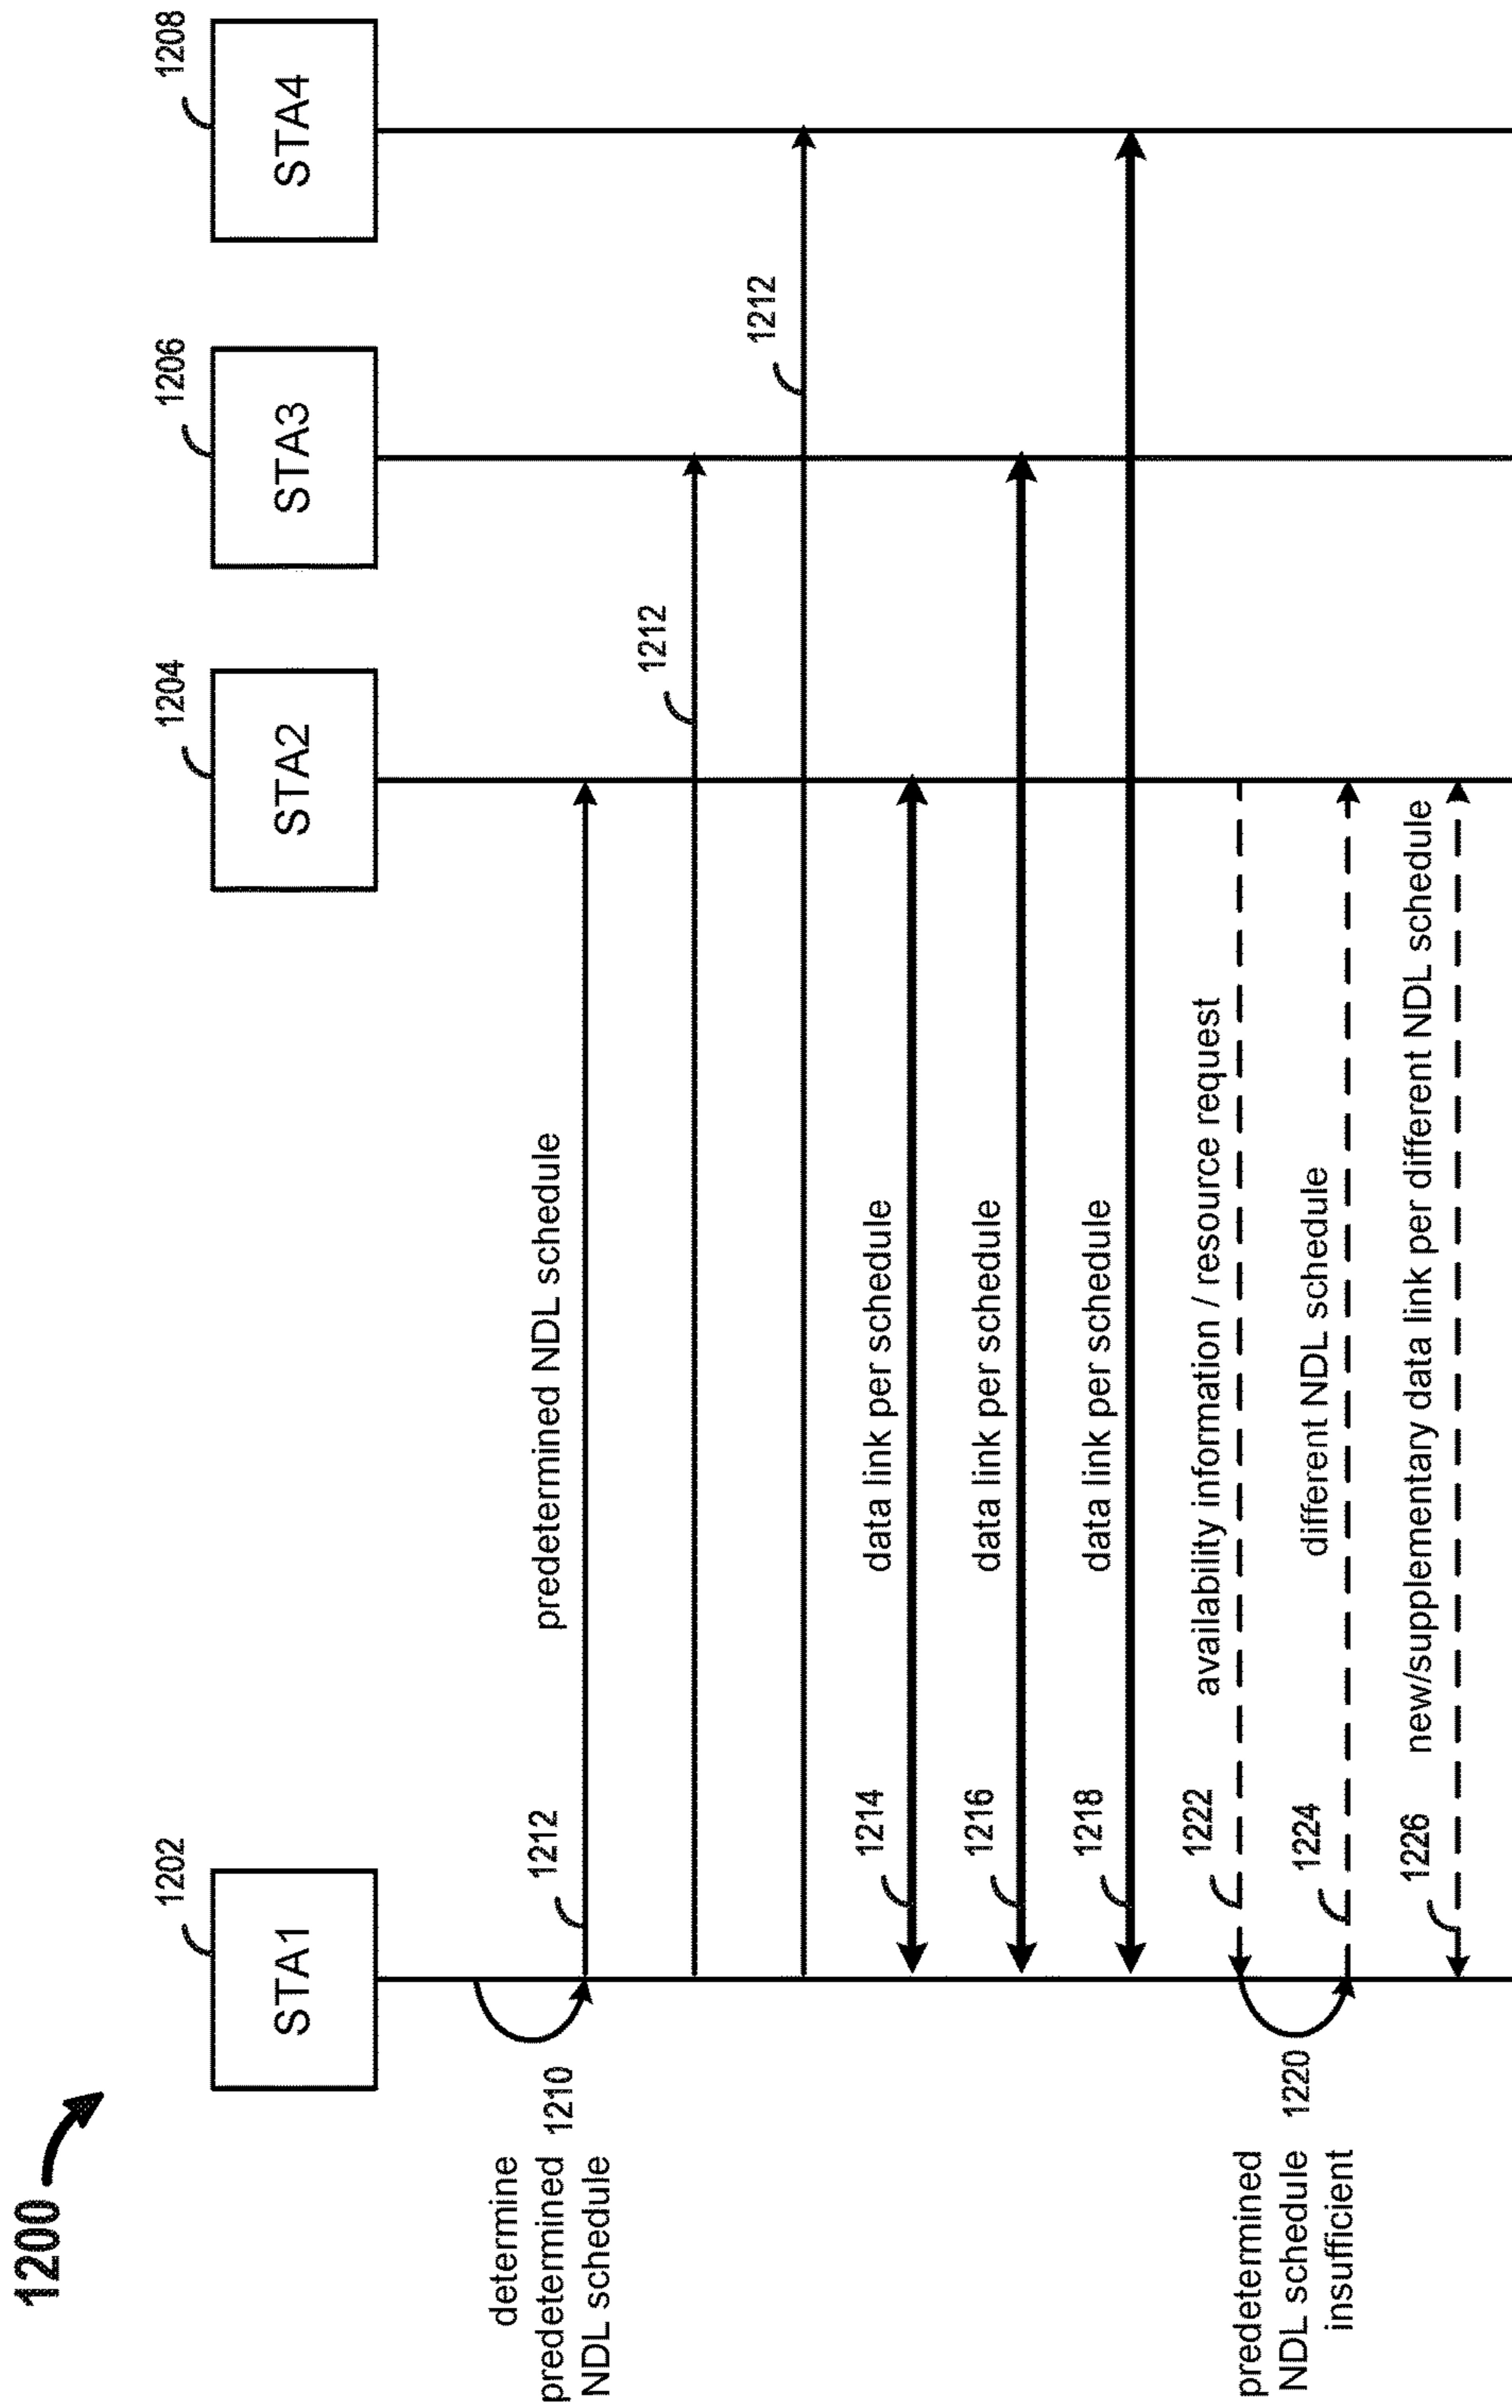 1200
1202
1204
1206
1208
STA1
STA2
STA3
STA4
determine
predetermined
NDL schedule
1210
1212
predetermined NDL schedule
1212
1212
1214
data link per schedule
1216
data link per schedule
1218
data link per schedule
1222
availability information / resource request
predetermined
NDL schedule
insufficient
1220
1224
different NDL schedule
1226
new/supplementary data link per different NDL schedule